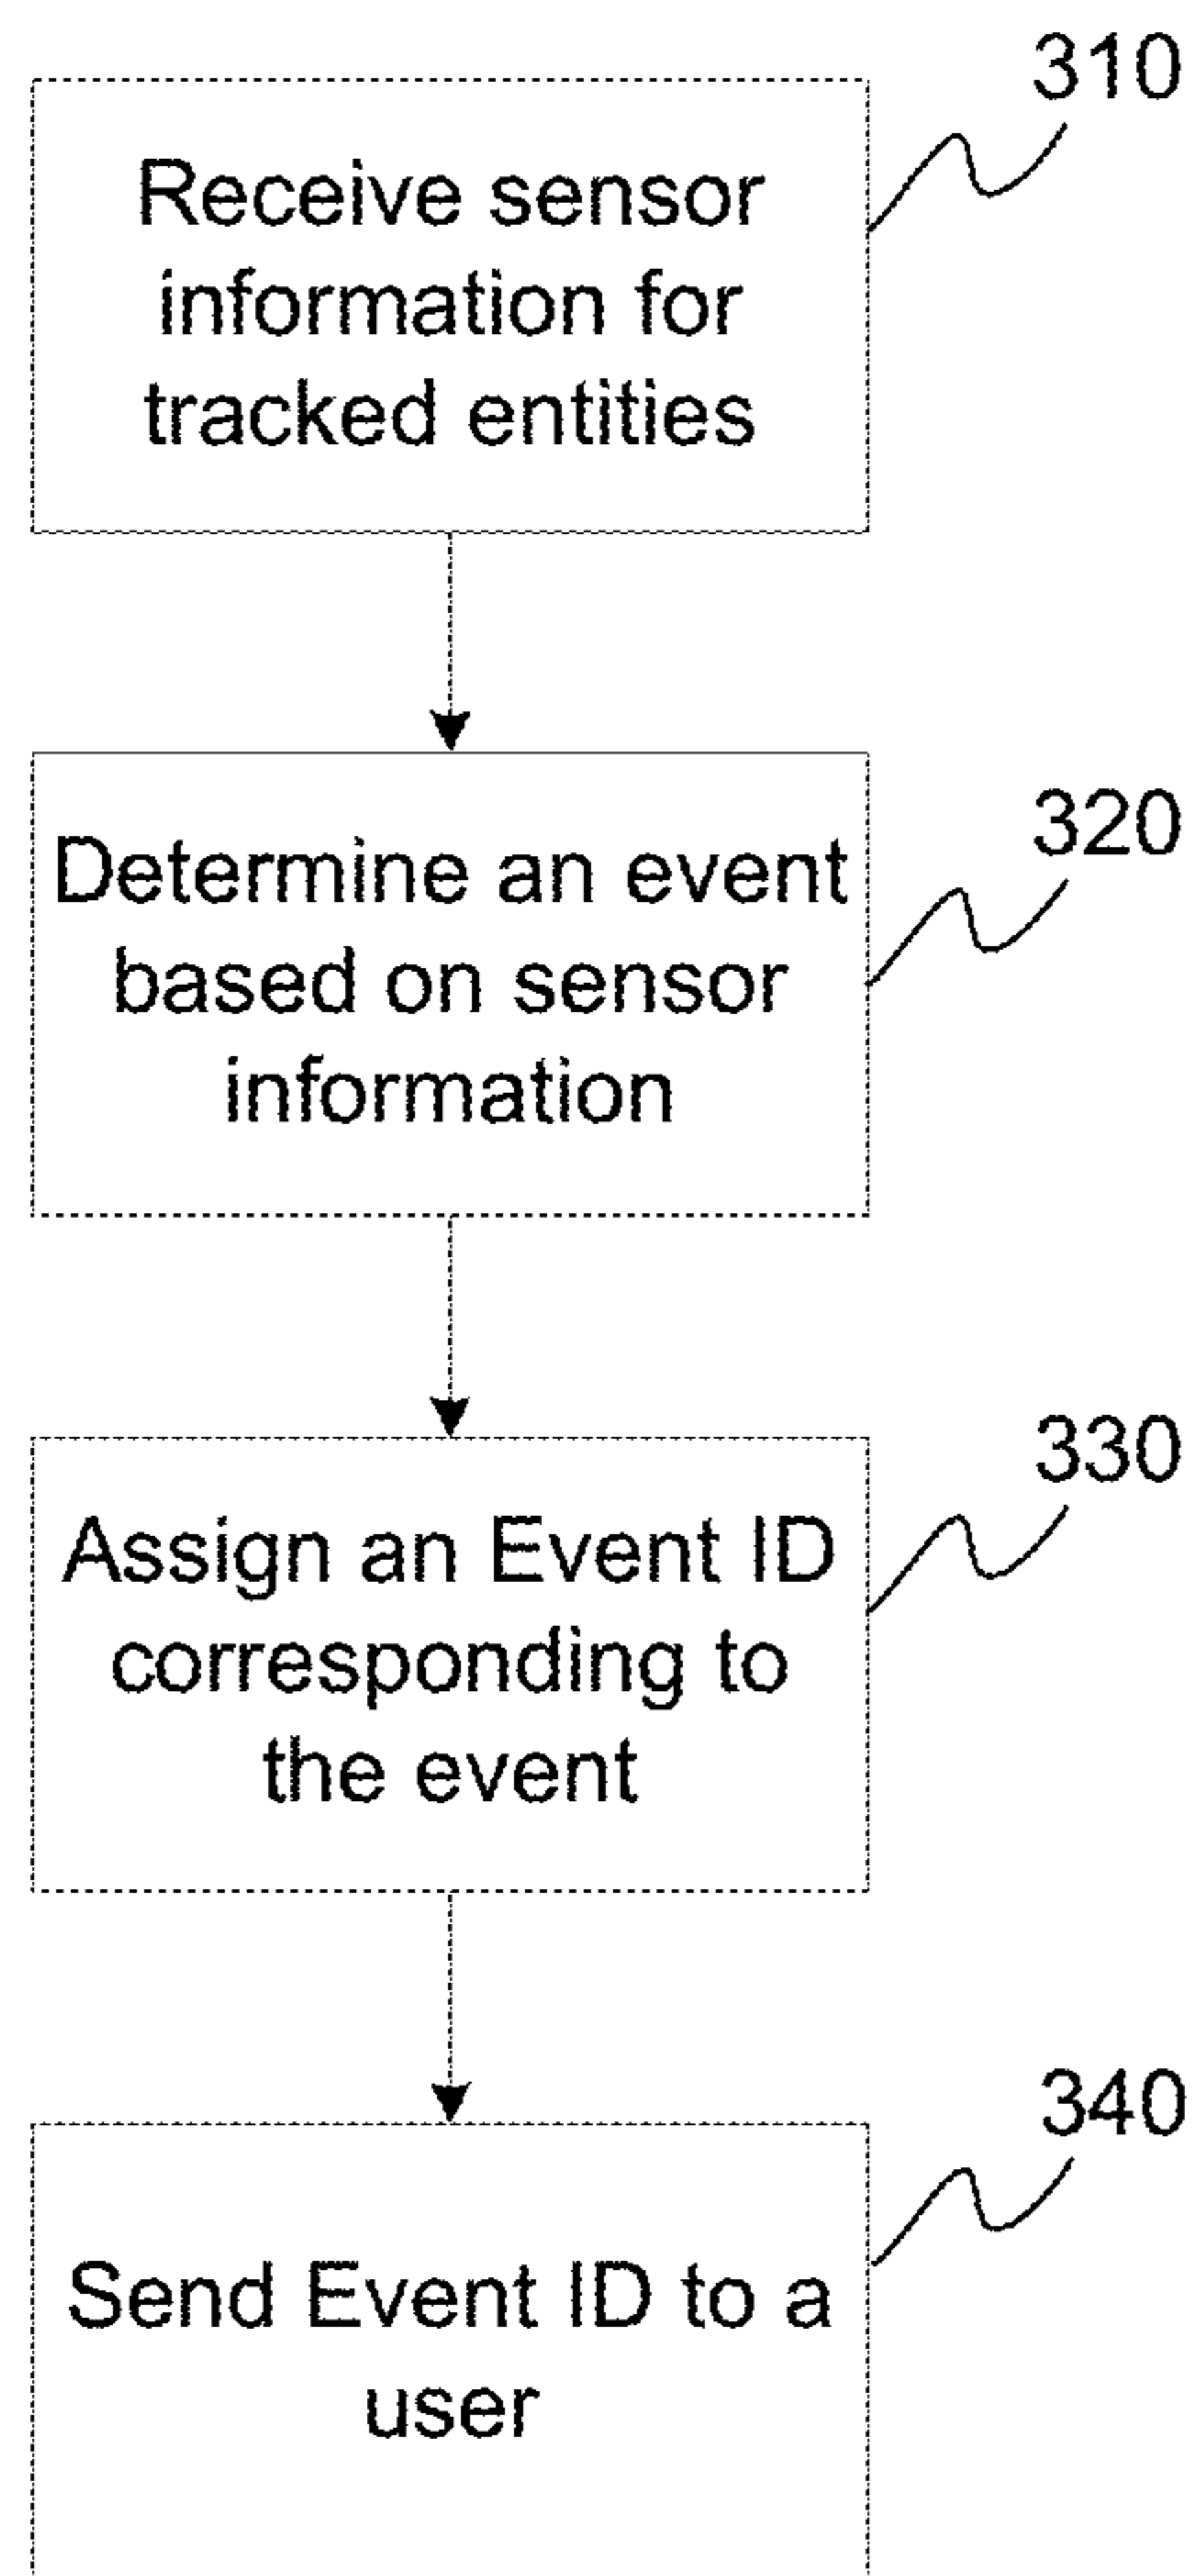 310
Receive sensor
information for
tracked entities
320
Determine an event
based on sensor
information
330
Assign an Event ID
corresponding to
the event
340
Send Event ID to a
user